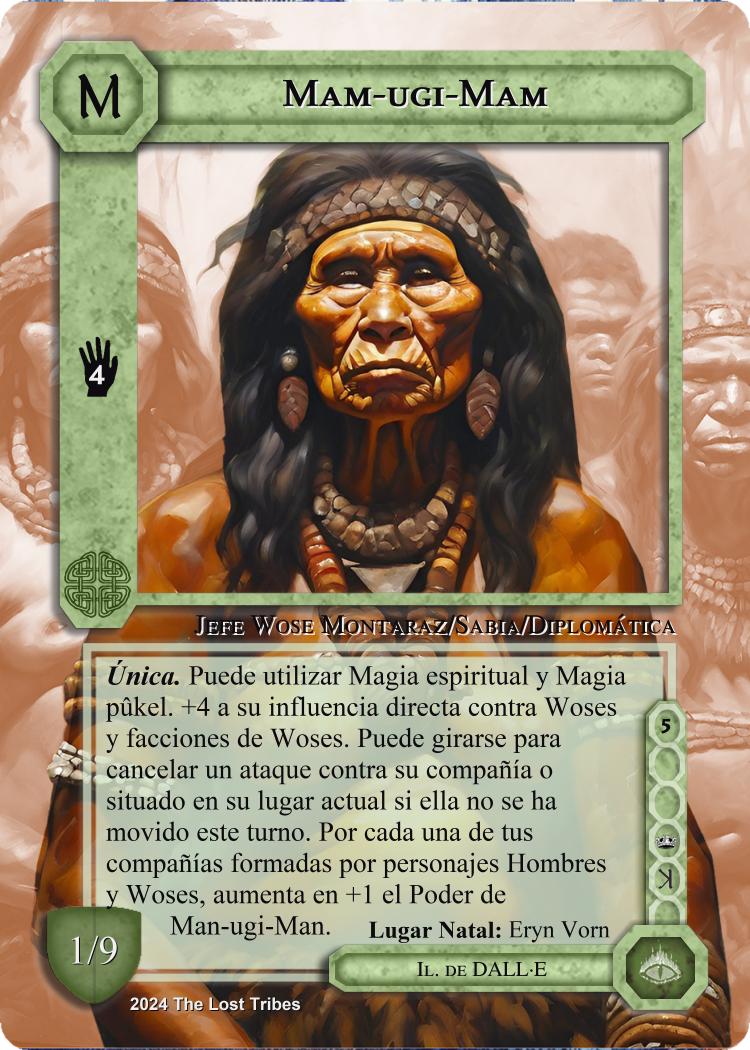 M
Mam-ugi-Mam
4
Jefe Wose Montaraz/Sabia/Diplomática
Única. Puede utilizar Magia espiritual y Magia
pûkel. +4 a su influencia directa contra Woses
y facciones de Woses. Puede girarse para
cancelar un ataque contra su compañía o
situado en su lugar actual si ella no se ha
movido este turno. Por cada una de tus
compañías formadas por personajes Hombres
y Woses, aumenta en +1 el Poder de
Man-ugi-Man.
Lugar Natal: Eryn Vorn
5
1/9
Il. de DALL·E
2024 The Lost Tribes